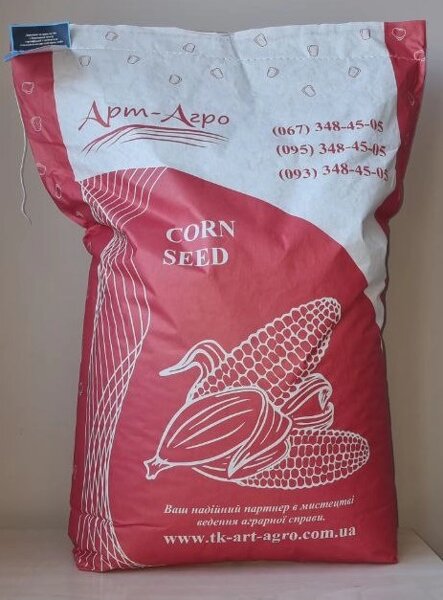 Арт-Агро
(067) 348-45-05
(095) 348-45-05
(093) 348-45-05
CORN
SEED
Ваш надійний партнер в мистецтві
ведення аграрної справи.
www.tk-art-agro.com.ua